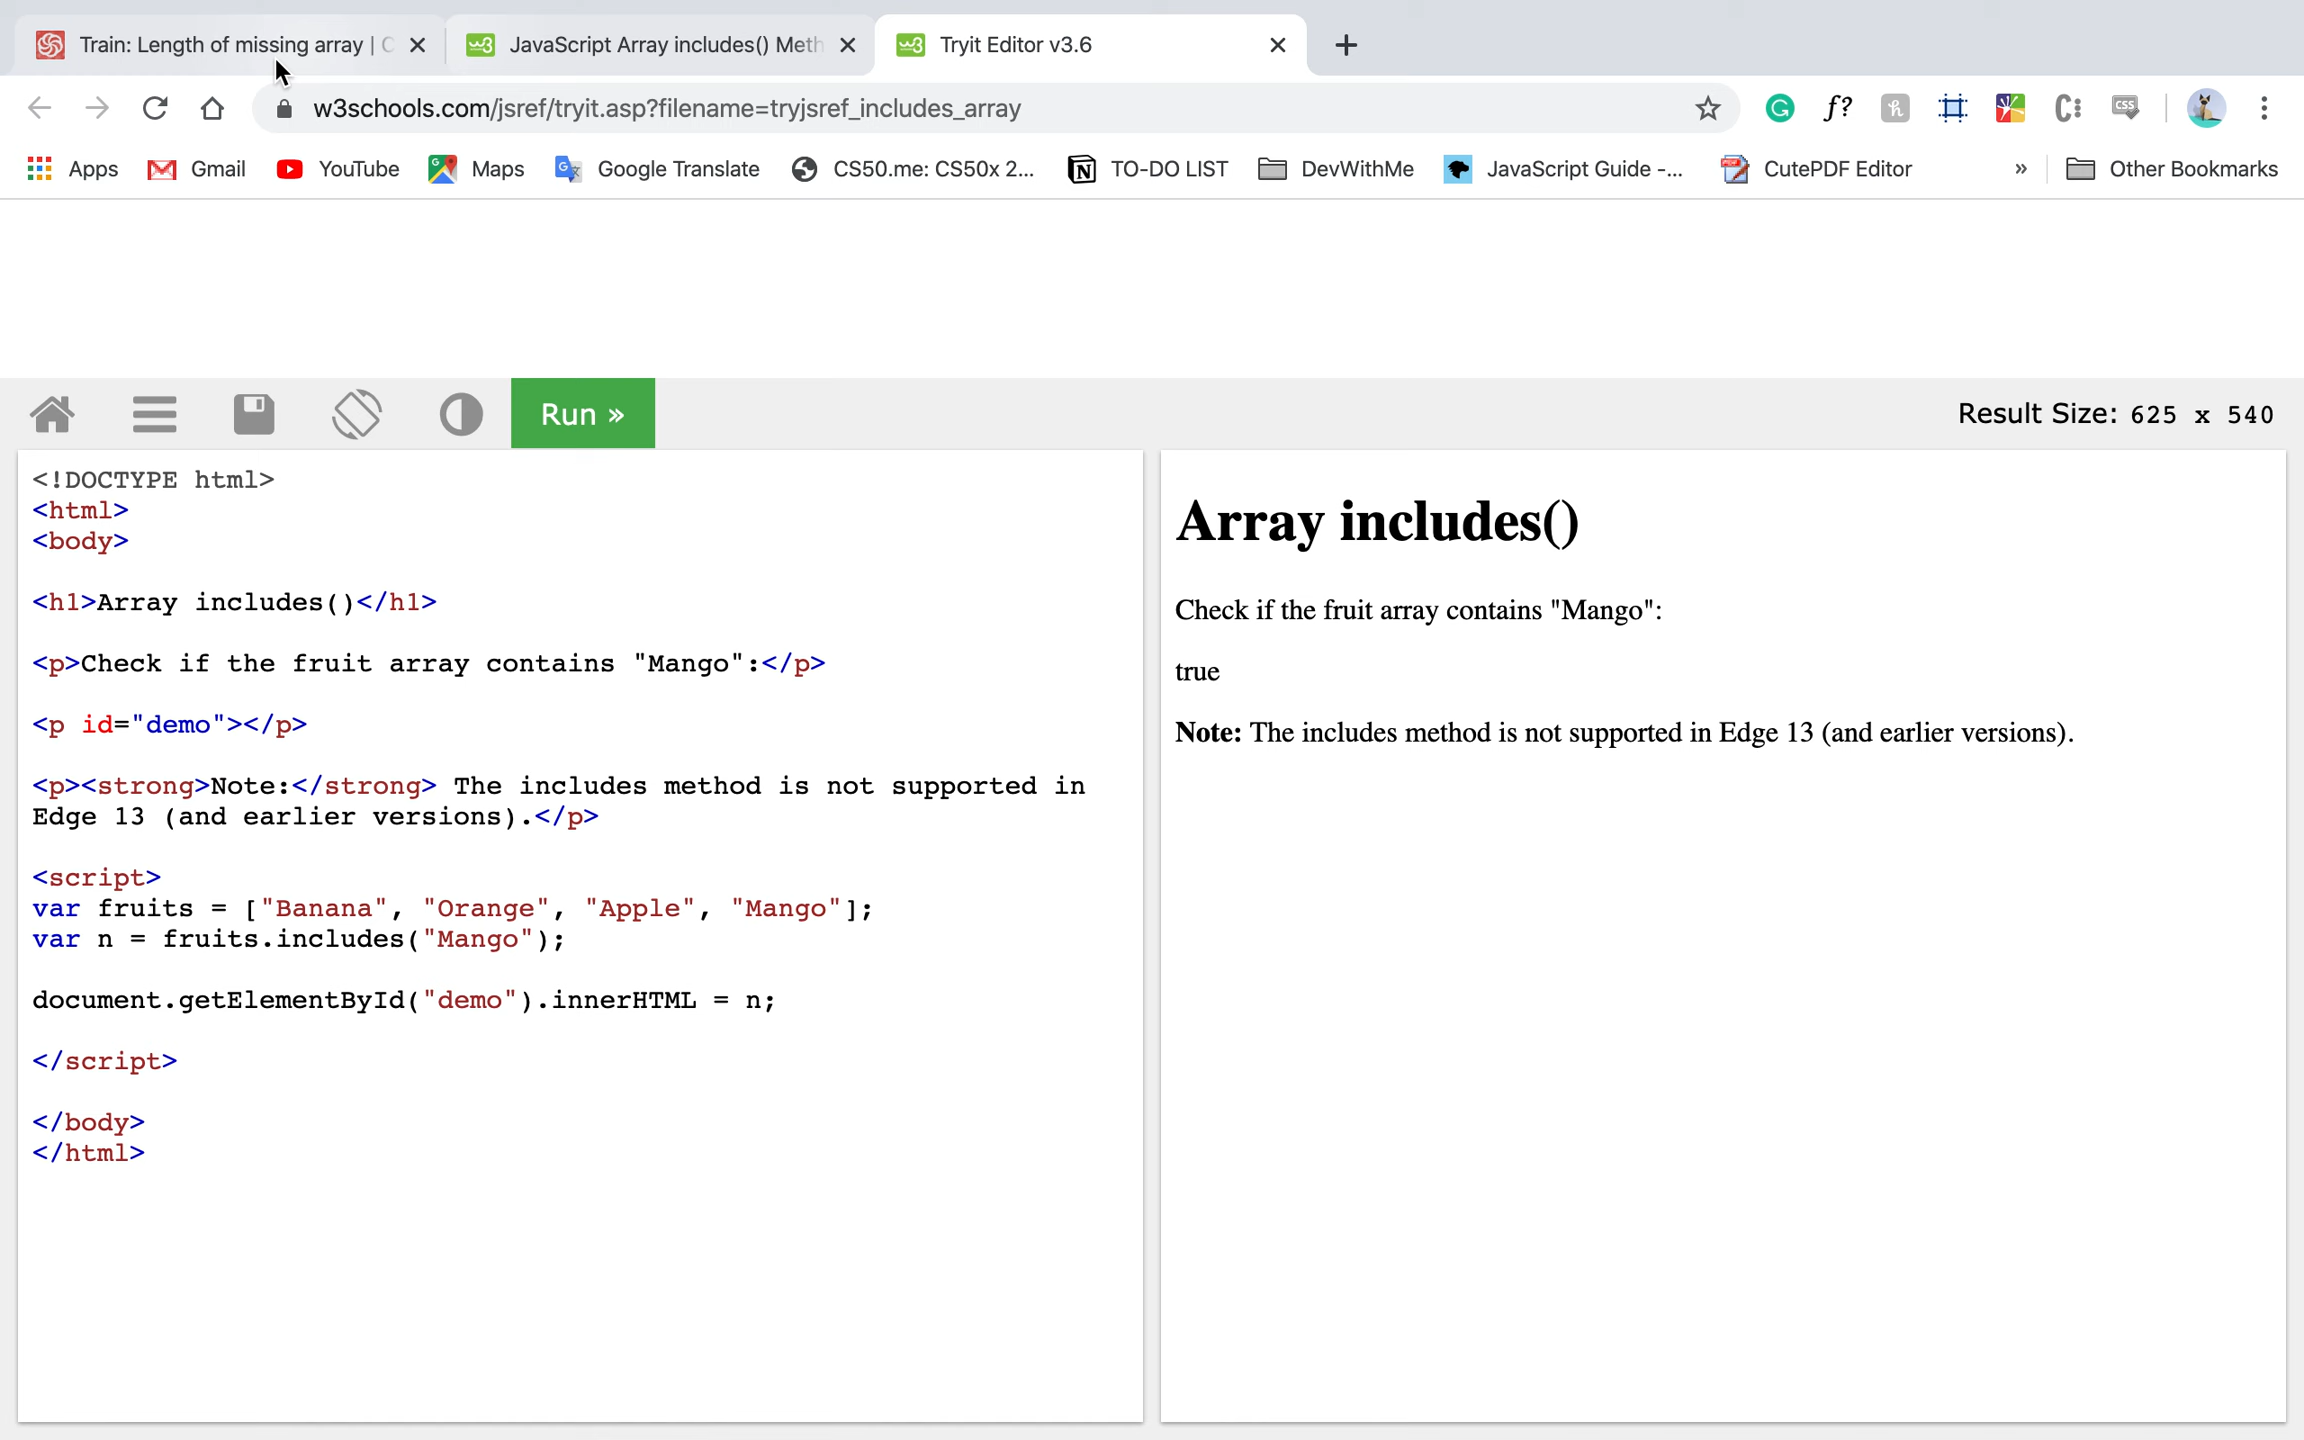 Train: Length of missing array | C
JavaScript Array includes() Meth
Tryit Editor v3.6
w3schools.com/jsref/tryit.asp?filename=tryjsref_includes_array
Apps
Gmail
YouTube
Maps
Google Translate
CS50.me: CS50x 2...
TO-DO LIST
DevWithMe
JavaScript Guide -...
CutePDF Editor
»
Other Bookmarks
Run »
Result Size: 625 x 540
<!DOCTYPE html>
<html>
<body>
<h1>Array includes()</h1>
<p>Check if the fruit array contains "Mango":</p>
<p id="demo"></p>
<p><strong>Note:</strong> The includes method is not supported in
Edge 13 (and earlier versions).</p>
<script>
var fruits = ["Banana", "Orange", "Apple", "Mango"];
var n = fruits.includes("Mango");
document.getElementById("demo").innerHTML = n;
</script>
</body>
</html>
Array includes()
Check if the fruit array contains "Mango":
true
Note: The includes method is not supported in Edge 13 (and earlier versions).